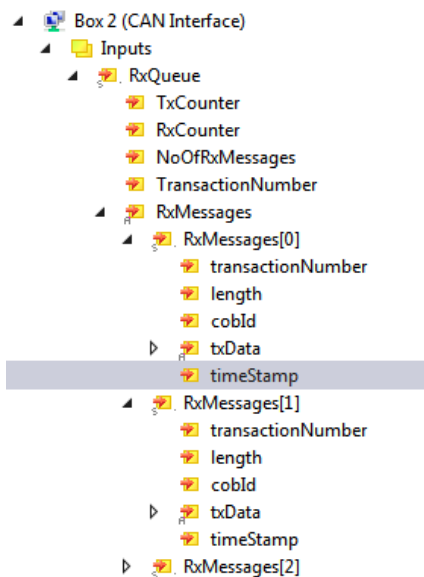 Box 2 (CAN Interface)
Inputs
RxQueue
TxCounter
RxCounter
NoOfRxMessages
TransactionNumber
RxMessages
RxMessages[0]
transactionNumber
length
cobId
txData
timeStamp
RxMessages[1]
transactionNumber
length
cobId
txData
timeStamp
RxMessages[2]